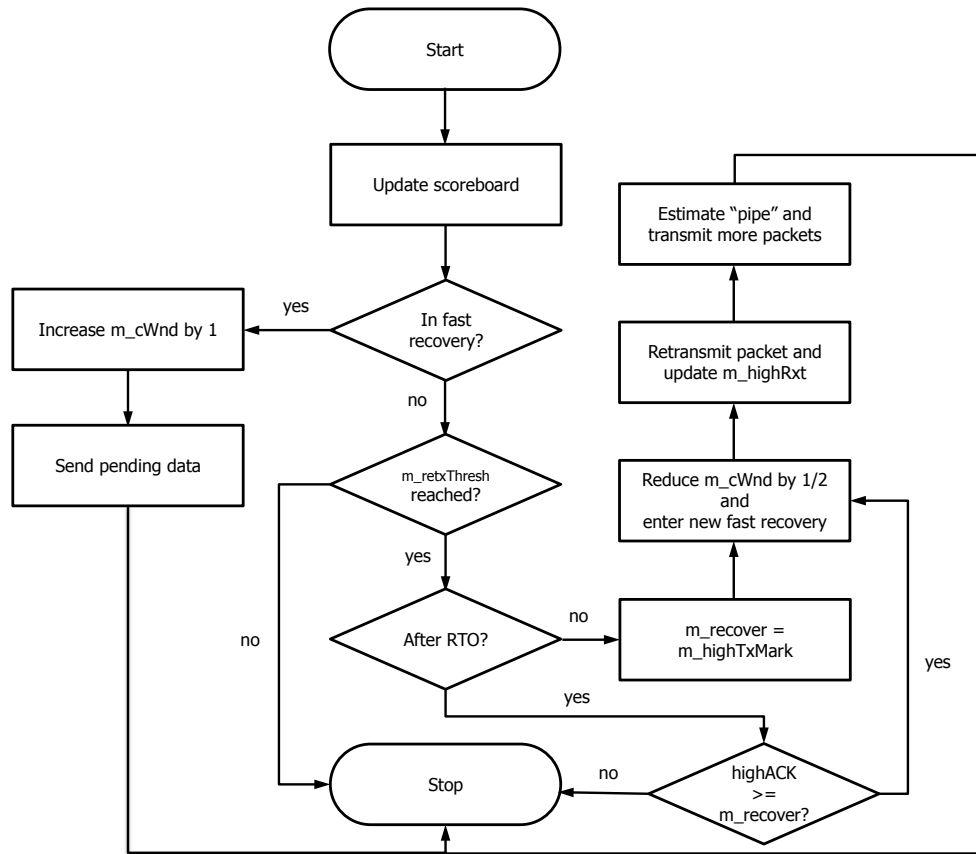 Start
Update scoreboard
Estimate “pipe” and
transmit more packets
yes
Increase m_cWnd by 1
In fast
recovery?
Retransmit packet and
update m_highRxt
no
Send pending data
m_retxThresh
reached?
Reduce m_cWnd by 1/2
and
enter new fast recovery
yes
no
After RTO?
no
m_recover =
m_highTxMark
yes
yes
Stop
no
highACK
>=
m_recover?